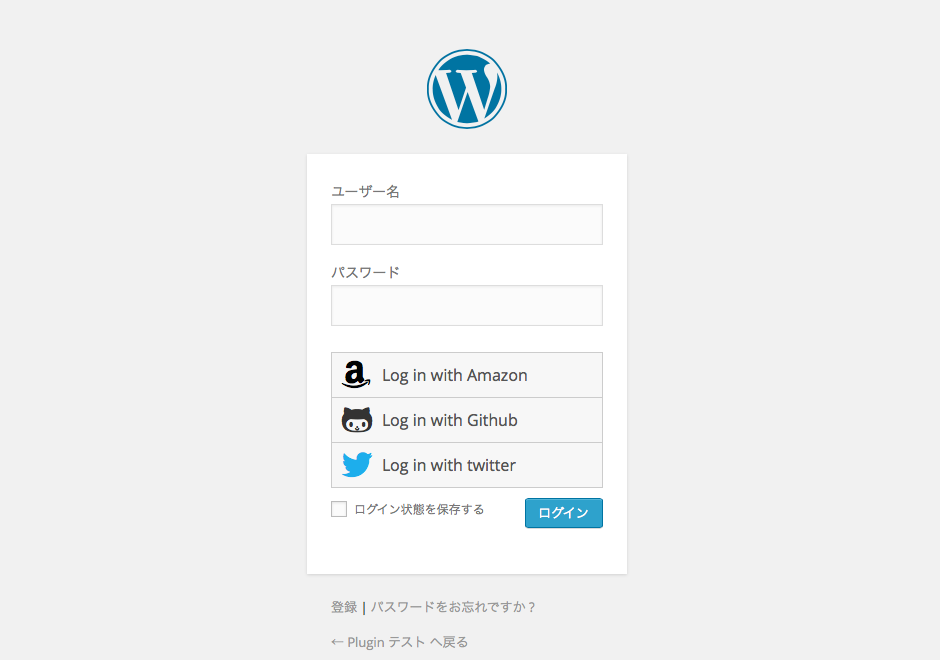 ユーザー名
パスワード
Log in with Amazon
Log in with Github
Log in with twitter
ログイン状態を保存する
ログイン
登録 | パスワードをお忘れですか ?
← Plugin テスト へ戻る